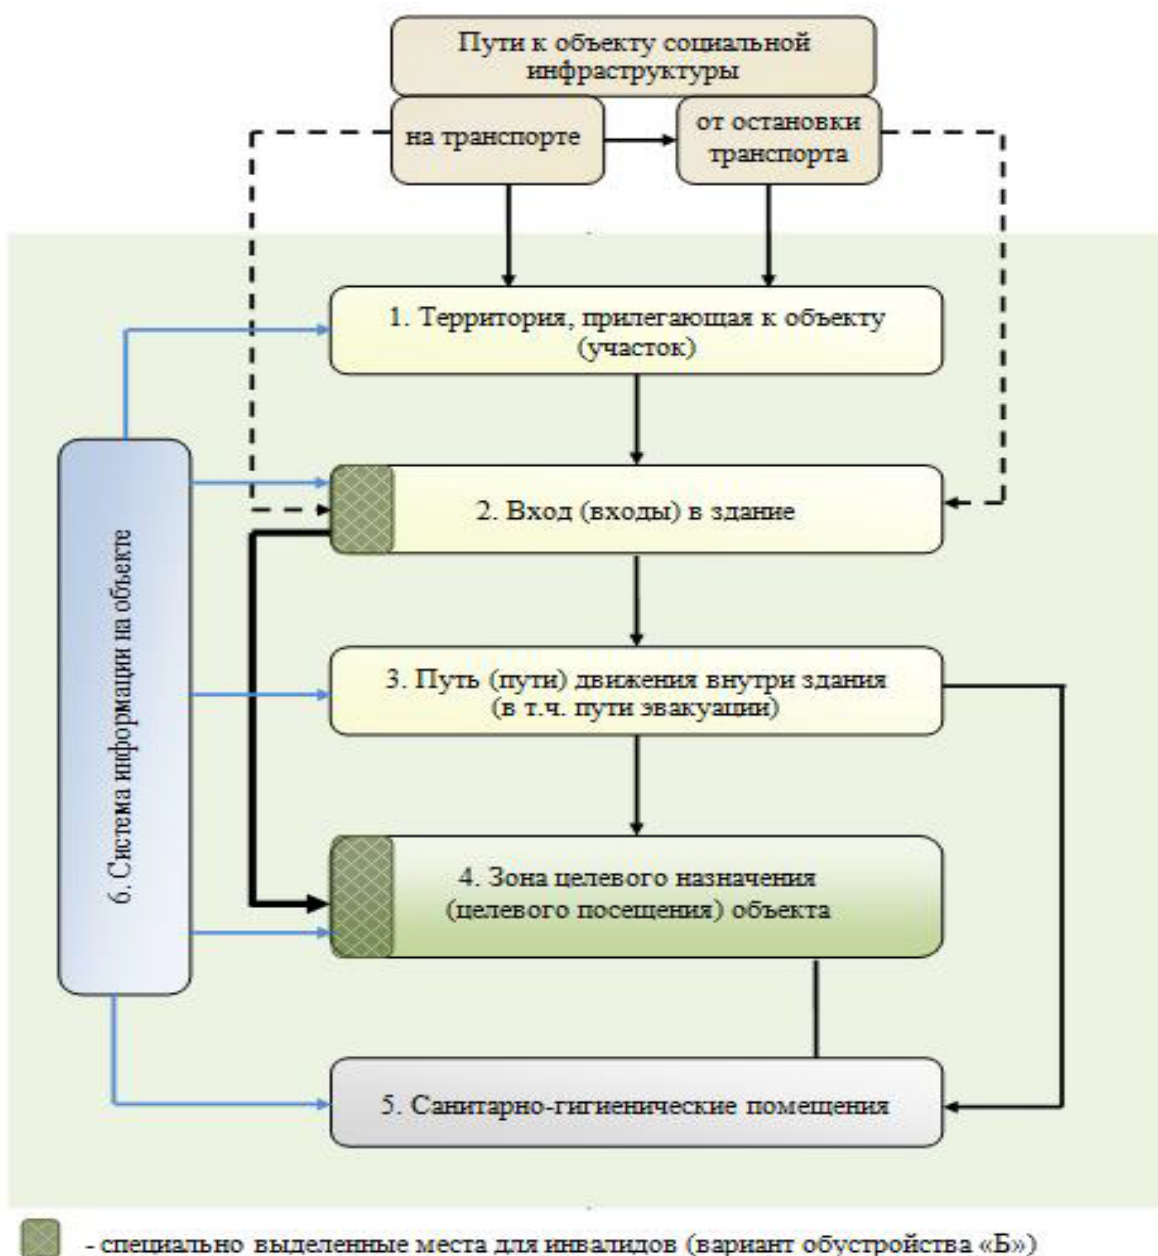 Пути к объекту социальной
инфраструктуры
на транспорте
от остановки
транспорта
1. Территория, прилегающая к объекту
(участок)
2. Вход (входы) в здание
3. Путь (пути) движения внутри здания
(в т.ч. пути эвакуации)
4. Зона целевого назначения
(целевого посещения) объекта
5. Санитарно-гигиенические помещения
6. Система информации на объекте
- специально выделенные места для инвалидов (вариант обустройства «Б»)